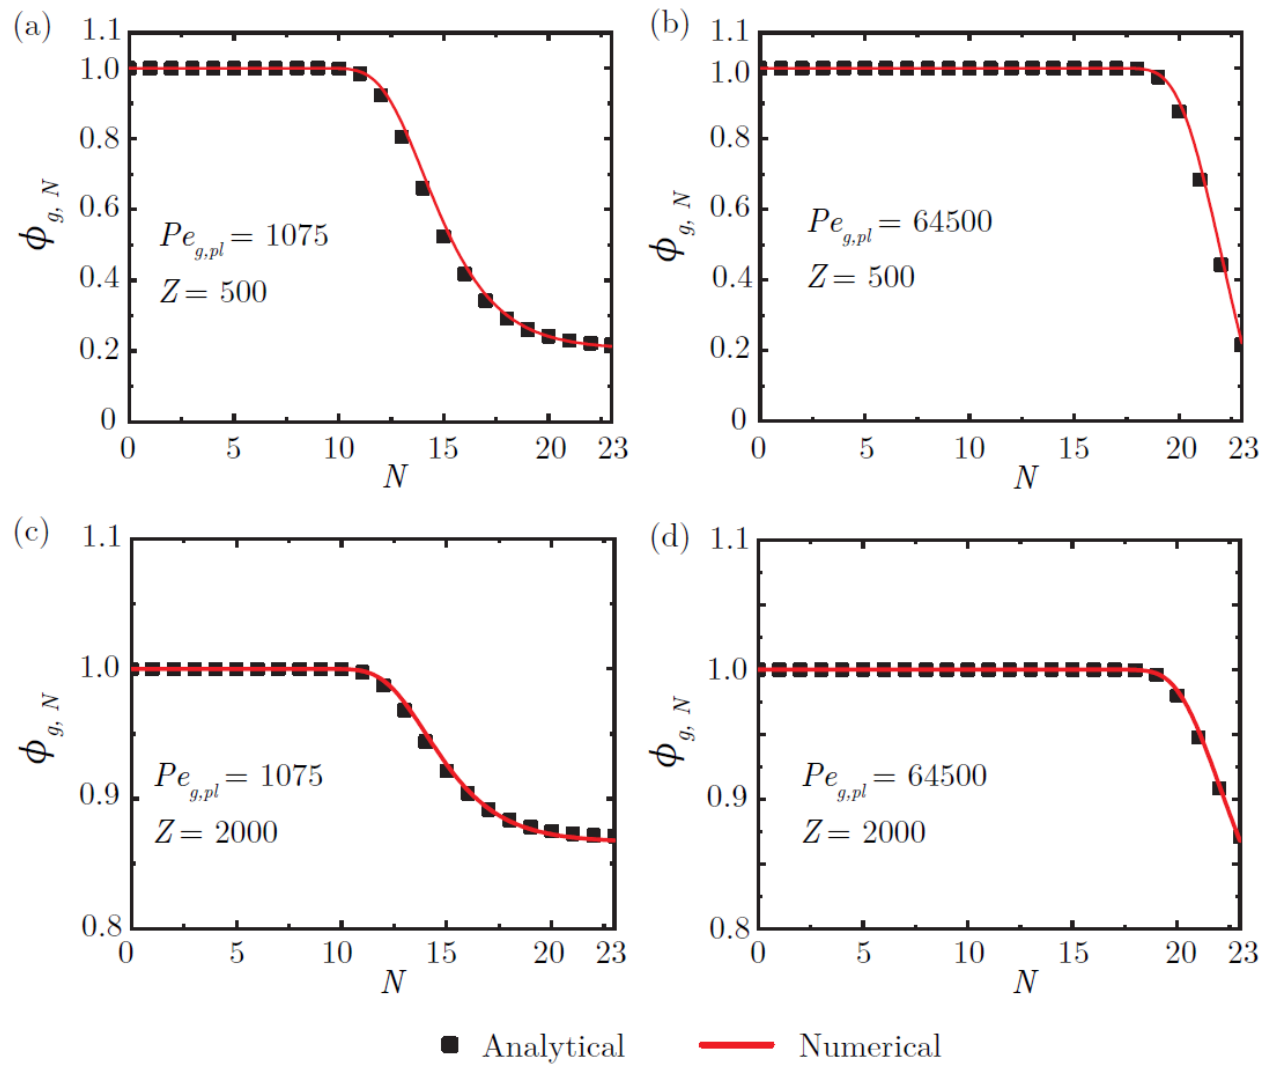 (a)
1.1
1.0
0.8
0.6
0.4
0.2
0
ϕg, N
Peg,pl = 1075
Z = 500
0 5 10 15 20 23
N
(b)
1.1
1.0
0.8
0.6
0.4
0.2
0
ϕg, N
Peg,pl = 64500
Z = 500
0 5 10 15 20 23
N
(c)
1.1
1.0
0.9
0.8
ϕg, N
Peg,pl = 1075
Z = 2000
0 5 10 15 20 23
N
(d)
1.1
1.0
0.9
0.8
ϕg, N
Peg,pl = 64500
Z = 2000
0 5 10 15 20 23
N
Analytical Numerical